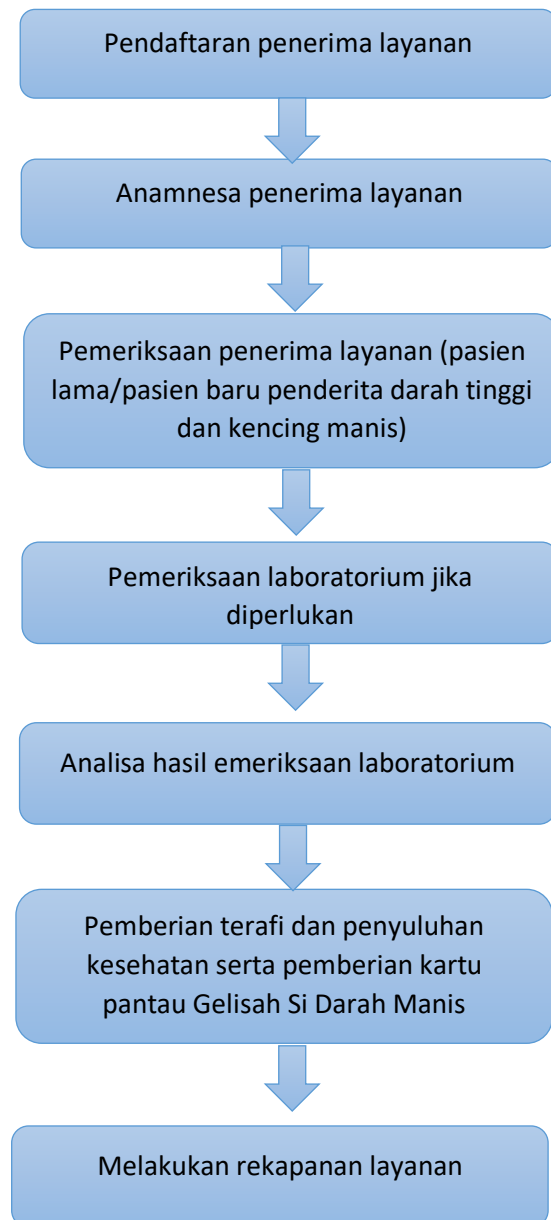 Pendaftaran penerima layanan
Anamnesa penerima layanan
Pemeriksaan penerima layanan (pasien
lama/pasien baru penderita darah tinggi
dan kencing manis)
Pemeriksaan laboratorium jika
diperlukan
Analisa hasil emeriksaan laboratorium
Pemberian terafi dan penyuluhan
kesehatan serta pemberian kartu
pantau Gelisah Si Darah Manis
Melakukan rekapanan layanan